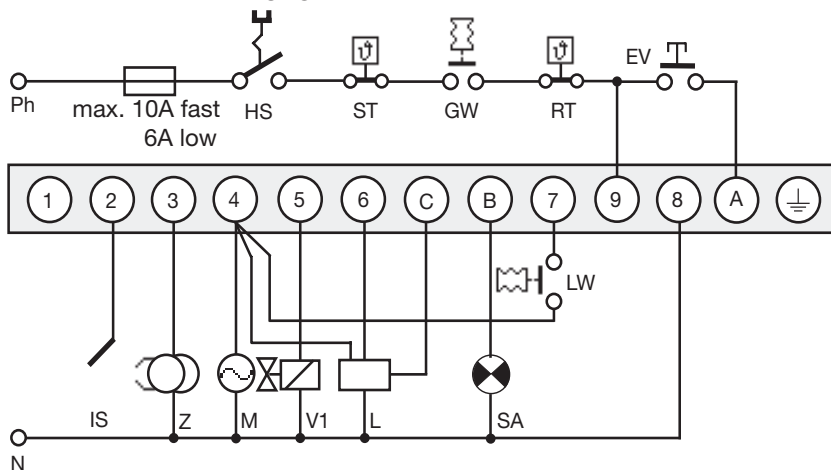 EV
Ph
max. 10A fast
6A low
HS
ST
GW
RT
1 2 3 4 5 6 C B 7 9 8 A
LW
IS
Z
M
V1
L
SA
N